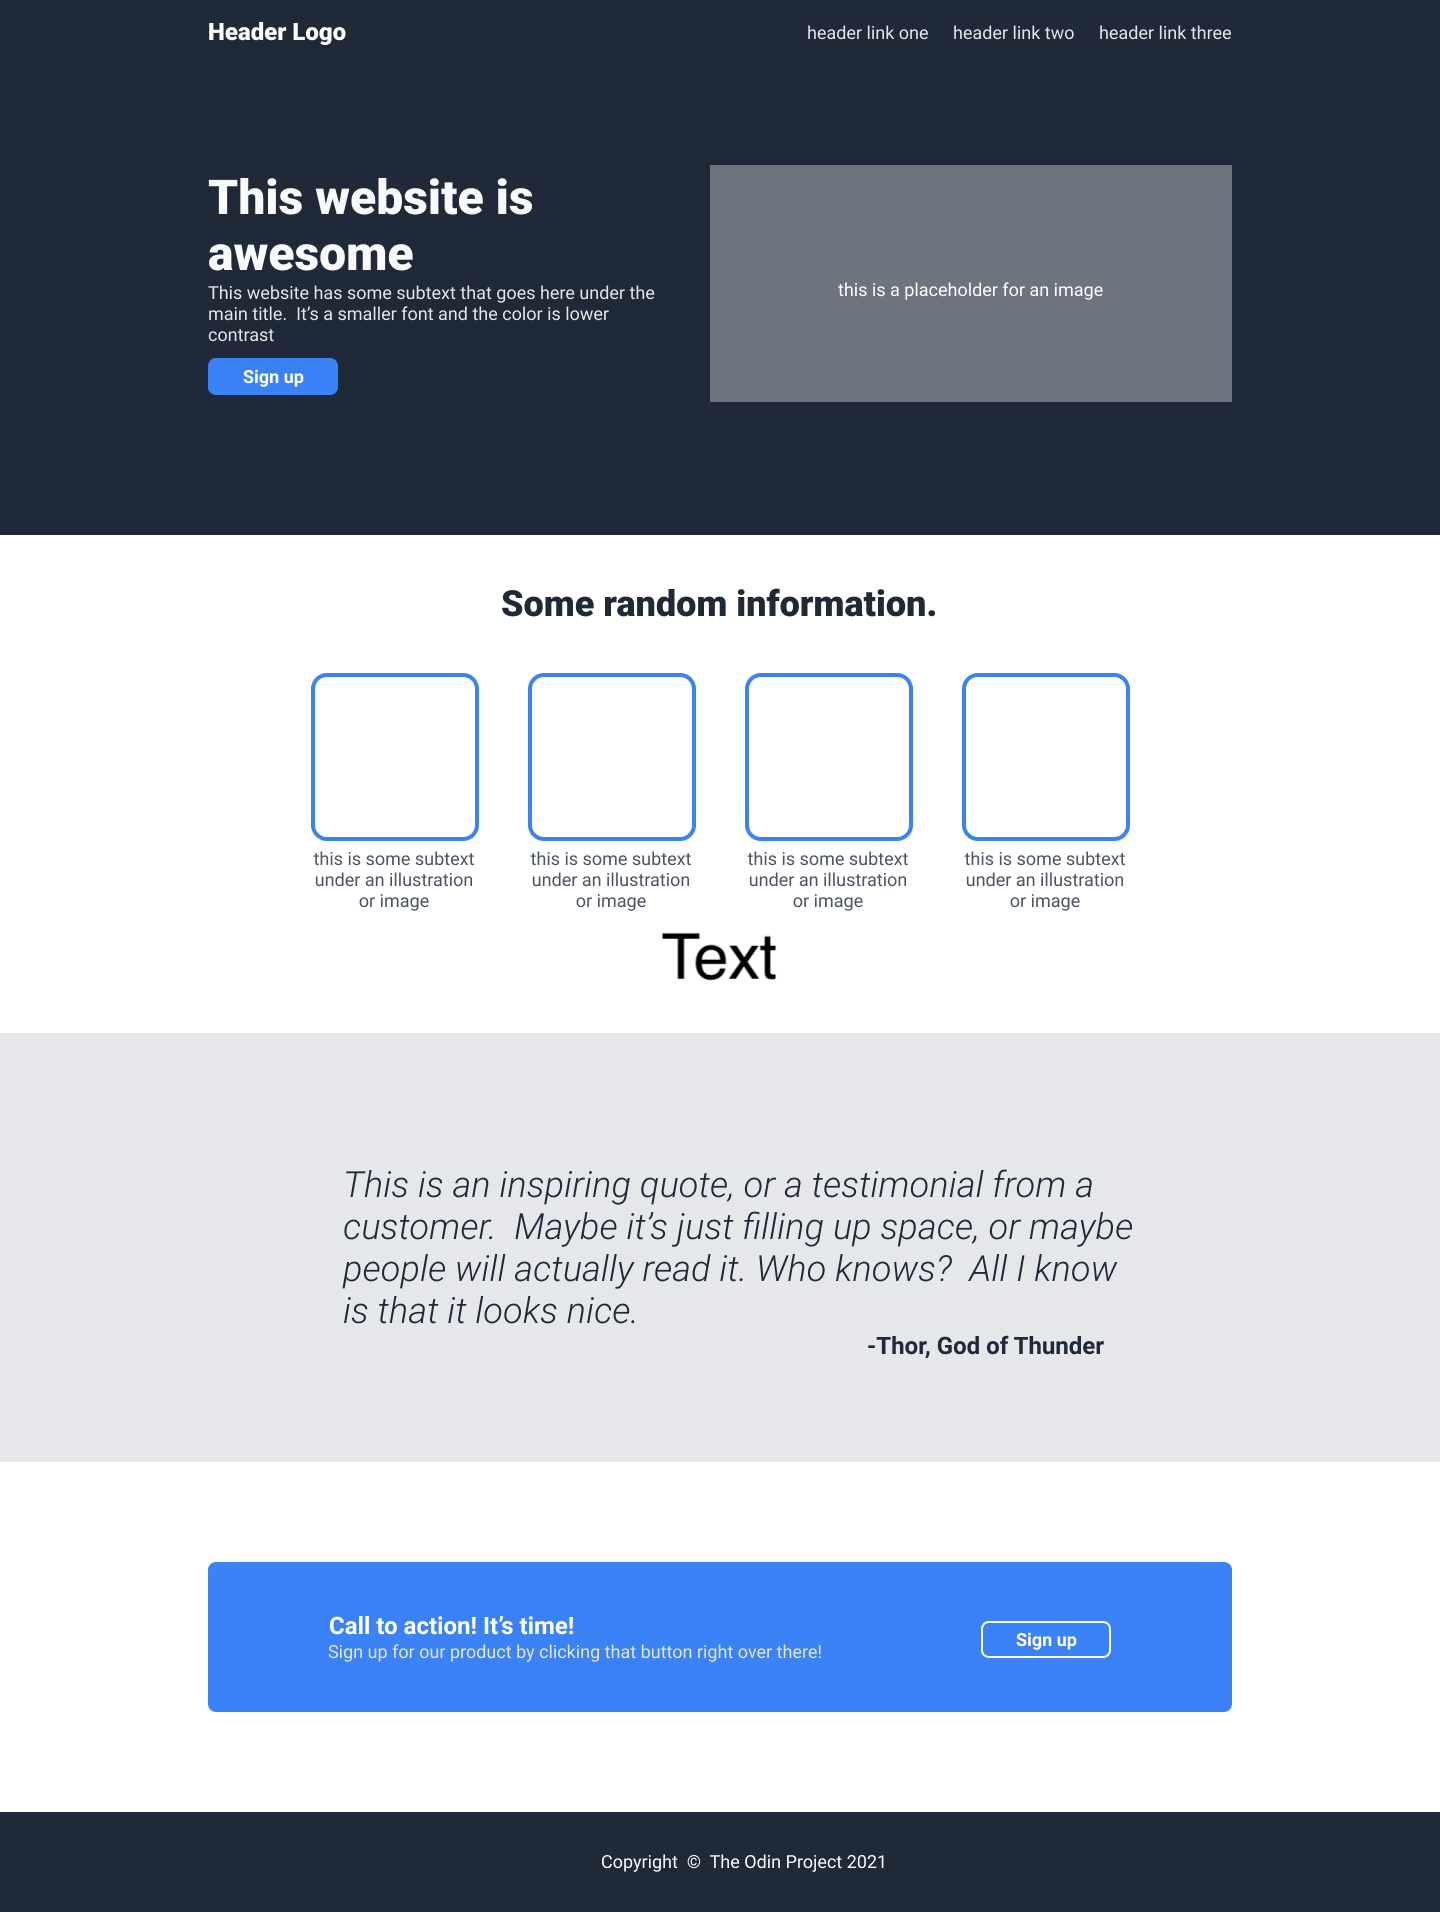 Header Logo
header link one header link two header link three
This website is
awesome
This website has some subtext that goes here under the
main title.  It’s a smaller font and the color is lower
contrast
Sign up
this is a placeholder for an image
Some random information.
this is some subtext
under an illustration
or image
this is some subtext
under an illustration
or image
this is some subtext
under an illustration
or image
this is some subtext
under an illustration
or image
Text
This is an inspiring quote, or a testimonial from a
customer.  Maybe it’s just filling up space, or maybe
people will actually read it. Who knows?  All I know
is that it looks nice.
-Thor, God of Thunder
Call to action! It’s time!
Sign up for our product by clicking that button right over there!
Sign up
Copyright © The Odin Project 2021